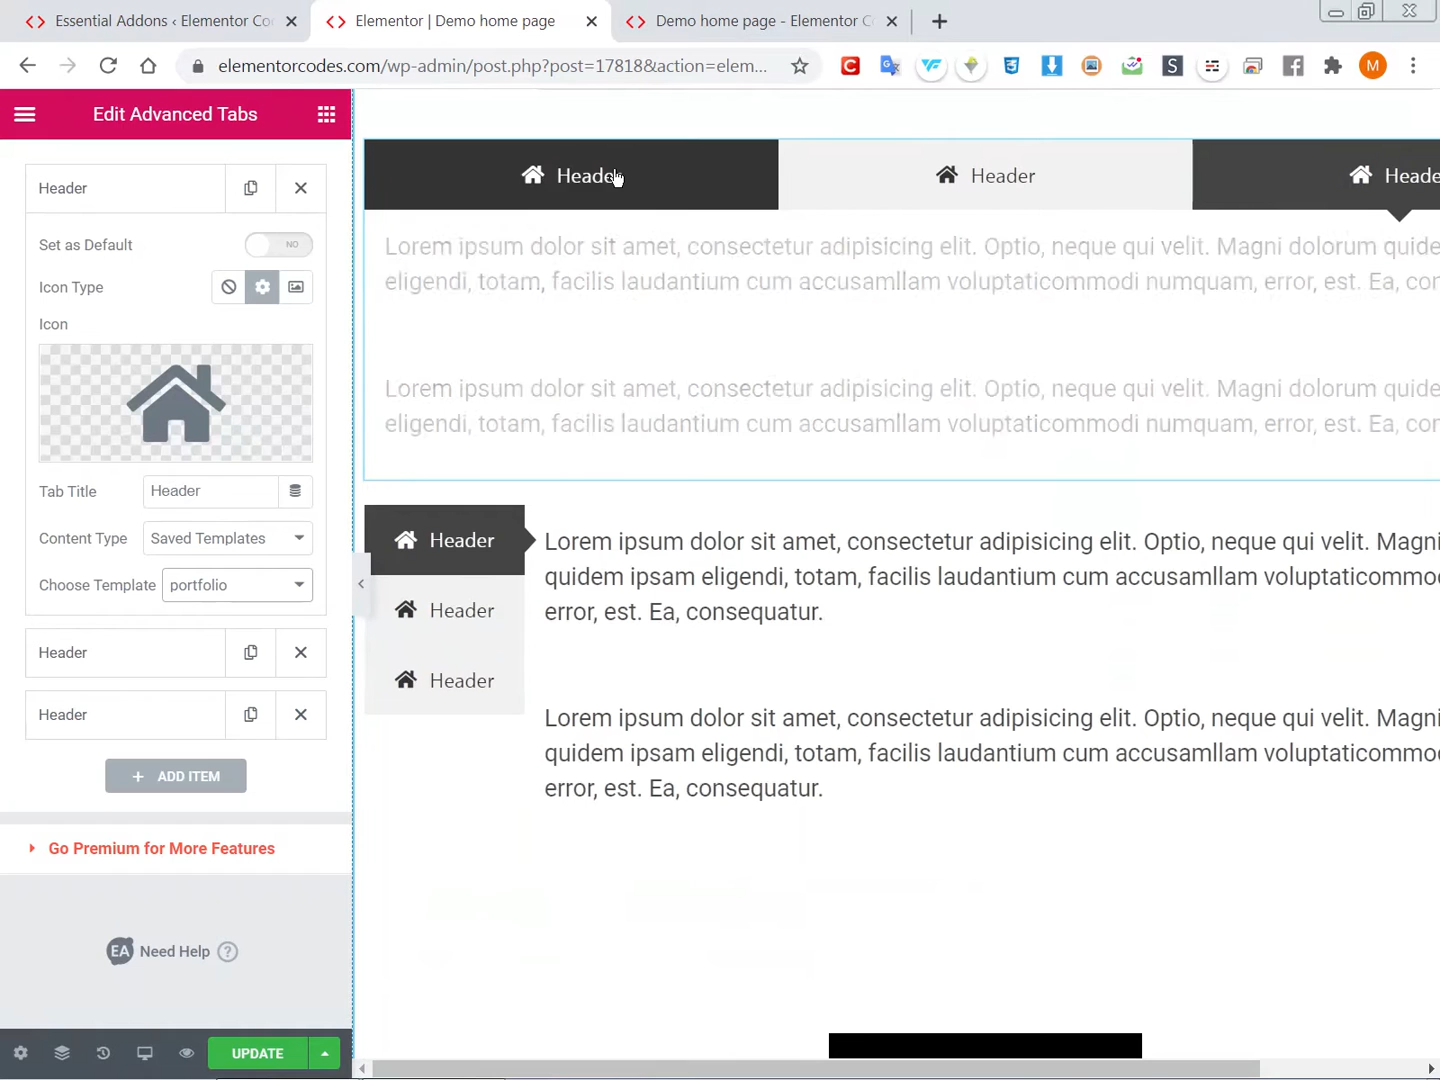 Essential Addons ‹ Elementor Co
Elementor | Demo home page
Demo home page - Elementor C
elementorcodes.com/wp-admin/post.php?post=17818&action=elem...
M
Edit Advanced Tabs
Header
Set as Default
NO
Icon Type
Icon
Tab Title
Header
Content Type
Saved Templates
Choose Template
portfolio
Header
Header
ADD ITEM
Go Premium for More Features
EA Need Help ?
UPDATE
Header
Header
Heade
Lorem ipsum dolor sit amet, consectetur adipisicing elit. Optio, neque qui velit. Magni dolorum quide
eligendi, totam, facilis laudantium cum accusamllam voluptaticommodi numquam, error, est. Ea, con
Lorem ipsum dolor sit amet, consectetur adipisicing elit. Optio, neque qui velit. Magni dolorum quide
eligendi, totam, facilis laudantium cum accusamllam voluptaticommodi numquam, error, est. Ea, con
Header
Header
Header
Lorem ipsum dolor sit amet, consectetur adipisicing elit. Optio, neque qui velit. Magni
quidem ipsam eligendi, totam, facilis laudantium cum accusamllam voluptaticommo
error, est. Ea, consequatur.
Lorem ipsum dolor sit amet, consectetur adipisicing elit. Optio, neque qui velit. Magni
quidem ipsam eligendi, totam, facilis laudantium cum accusamllam voluptaticommo
error, est. Ea, consequatur.